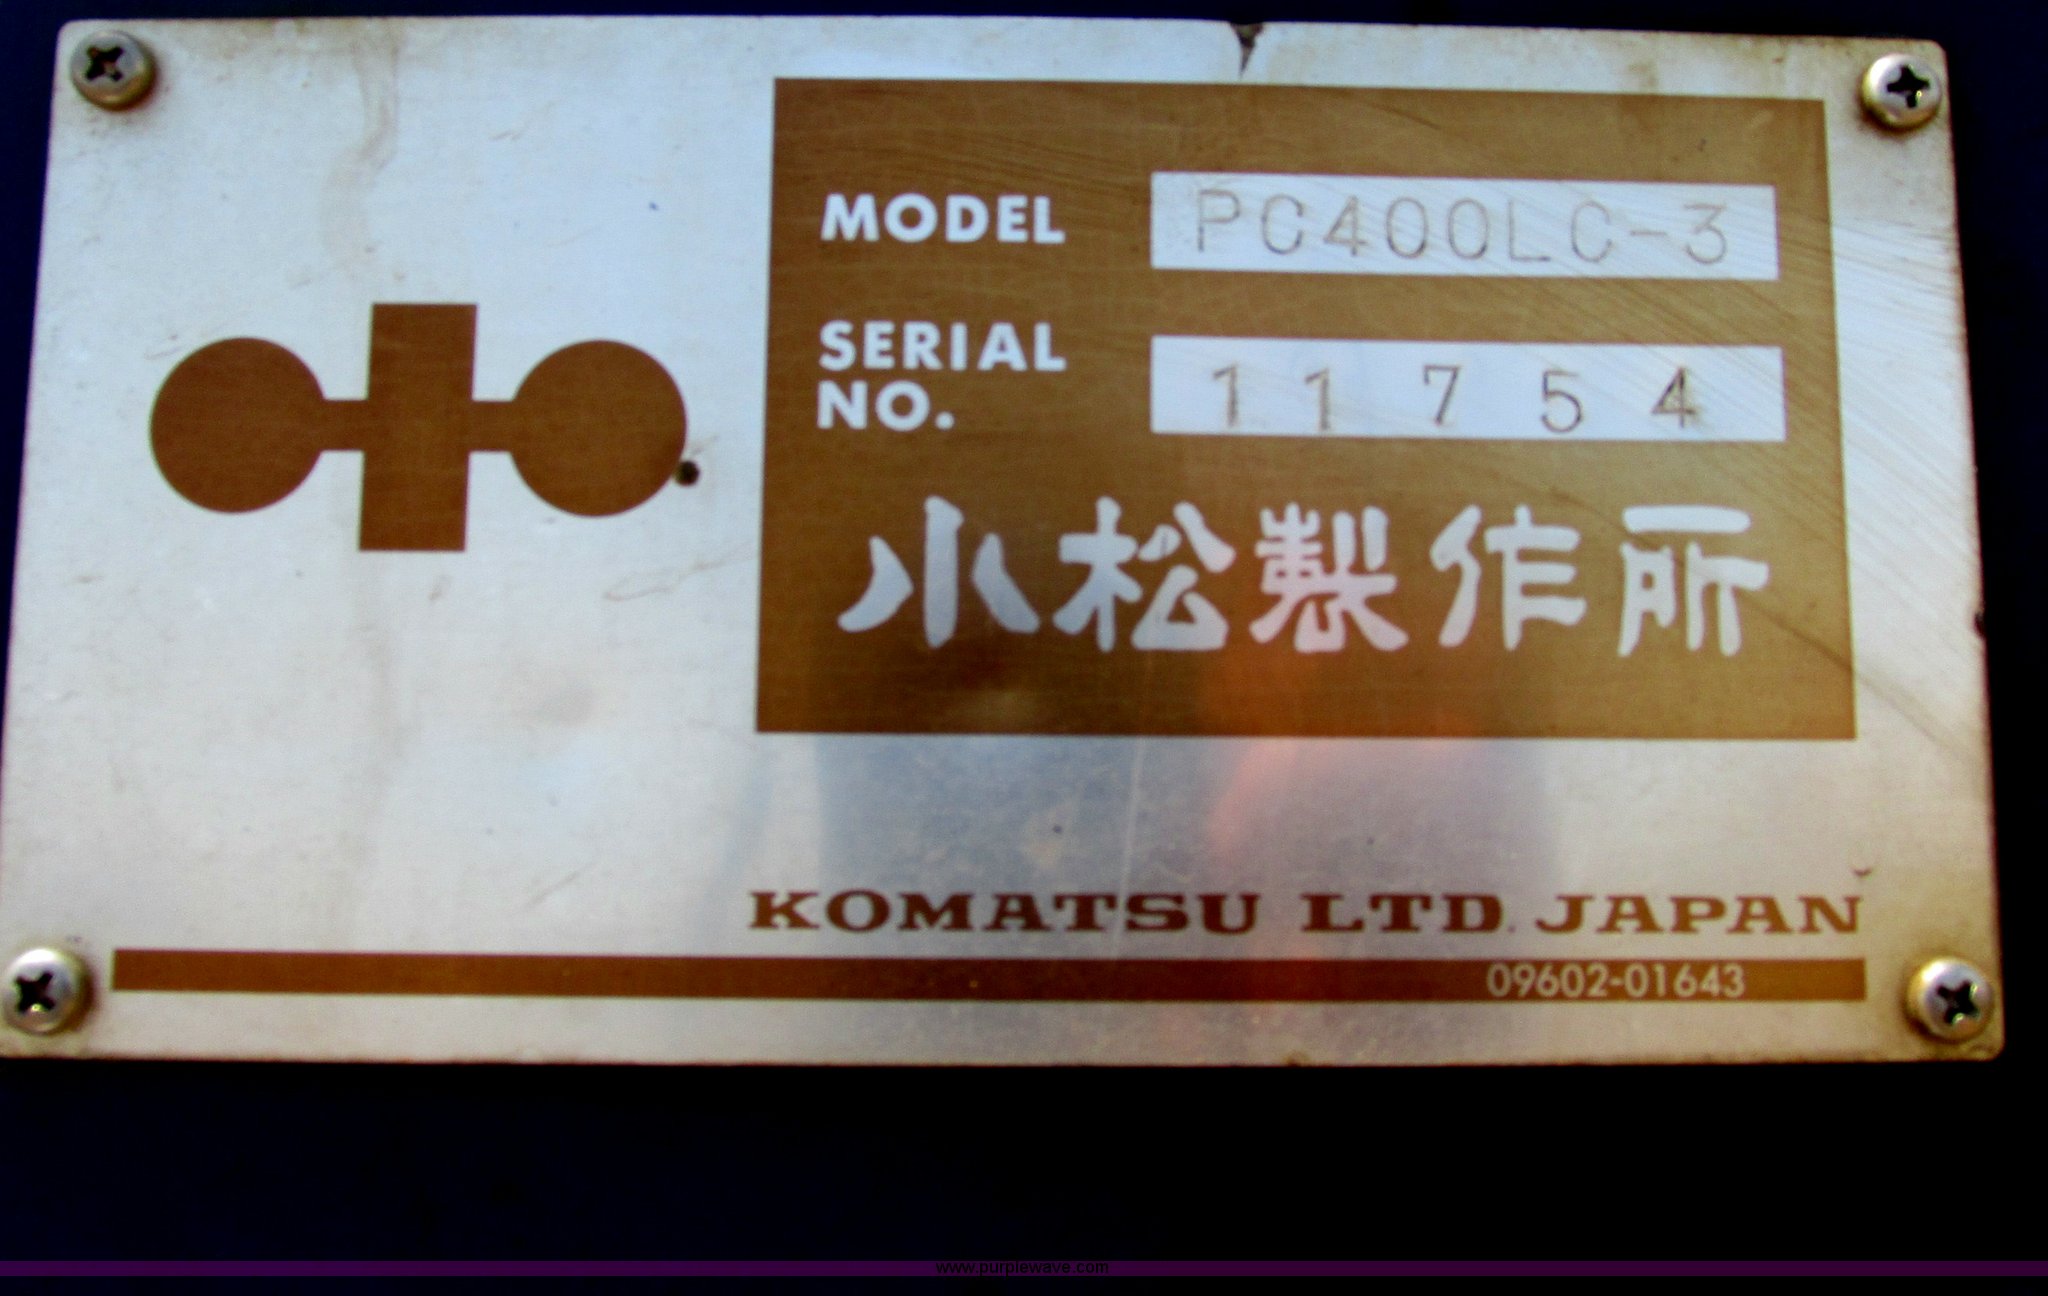 MODEL PC400LC-3
SERIAL
NO. 11754
小松製作所
KOMATSU LTD. JAPAN
09602-01643
www.purplewave.com